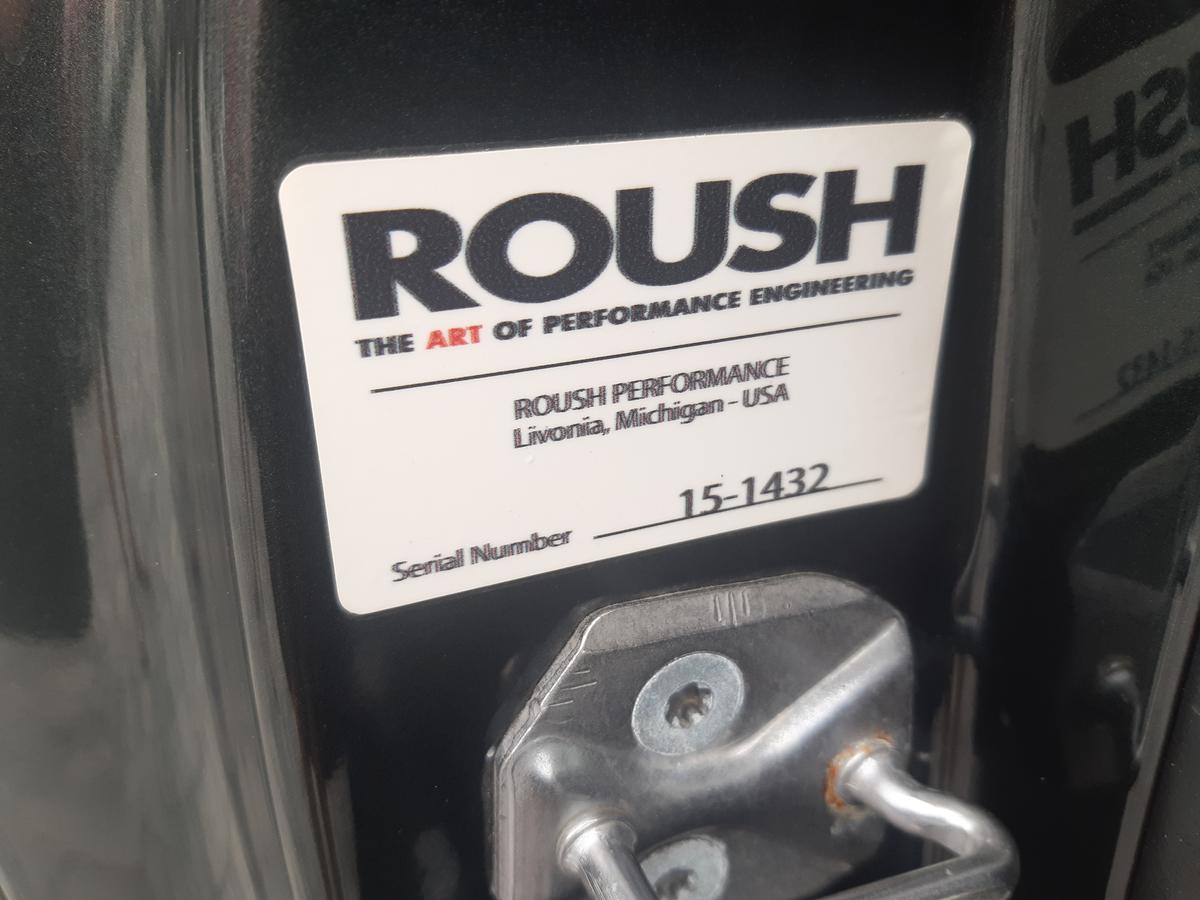 ROUSH
THE ART OF PERFORMANCE ENGINEERING
ROUSH PERFORMANCE
Livonia, Michigan - USA
Serial Number 15-1432